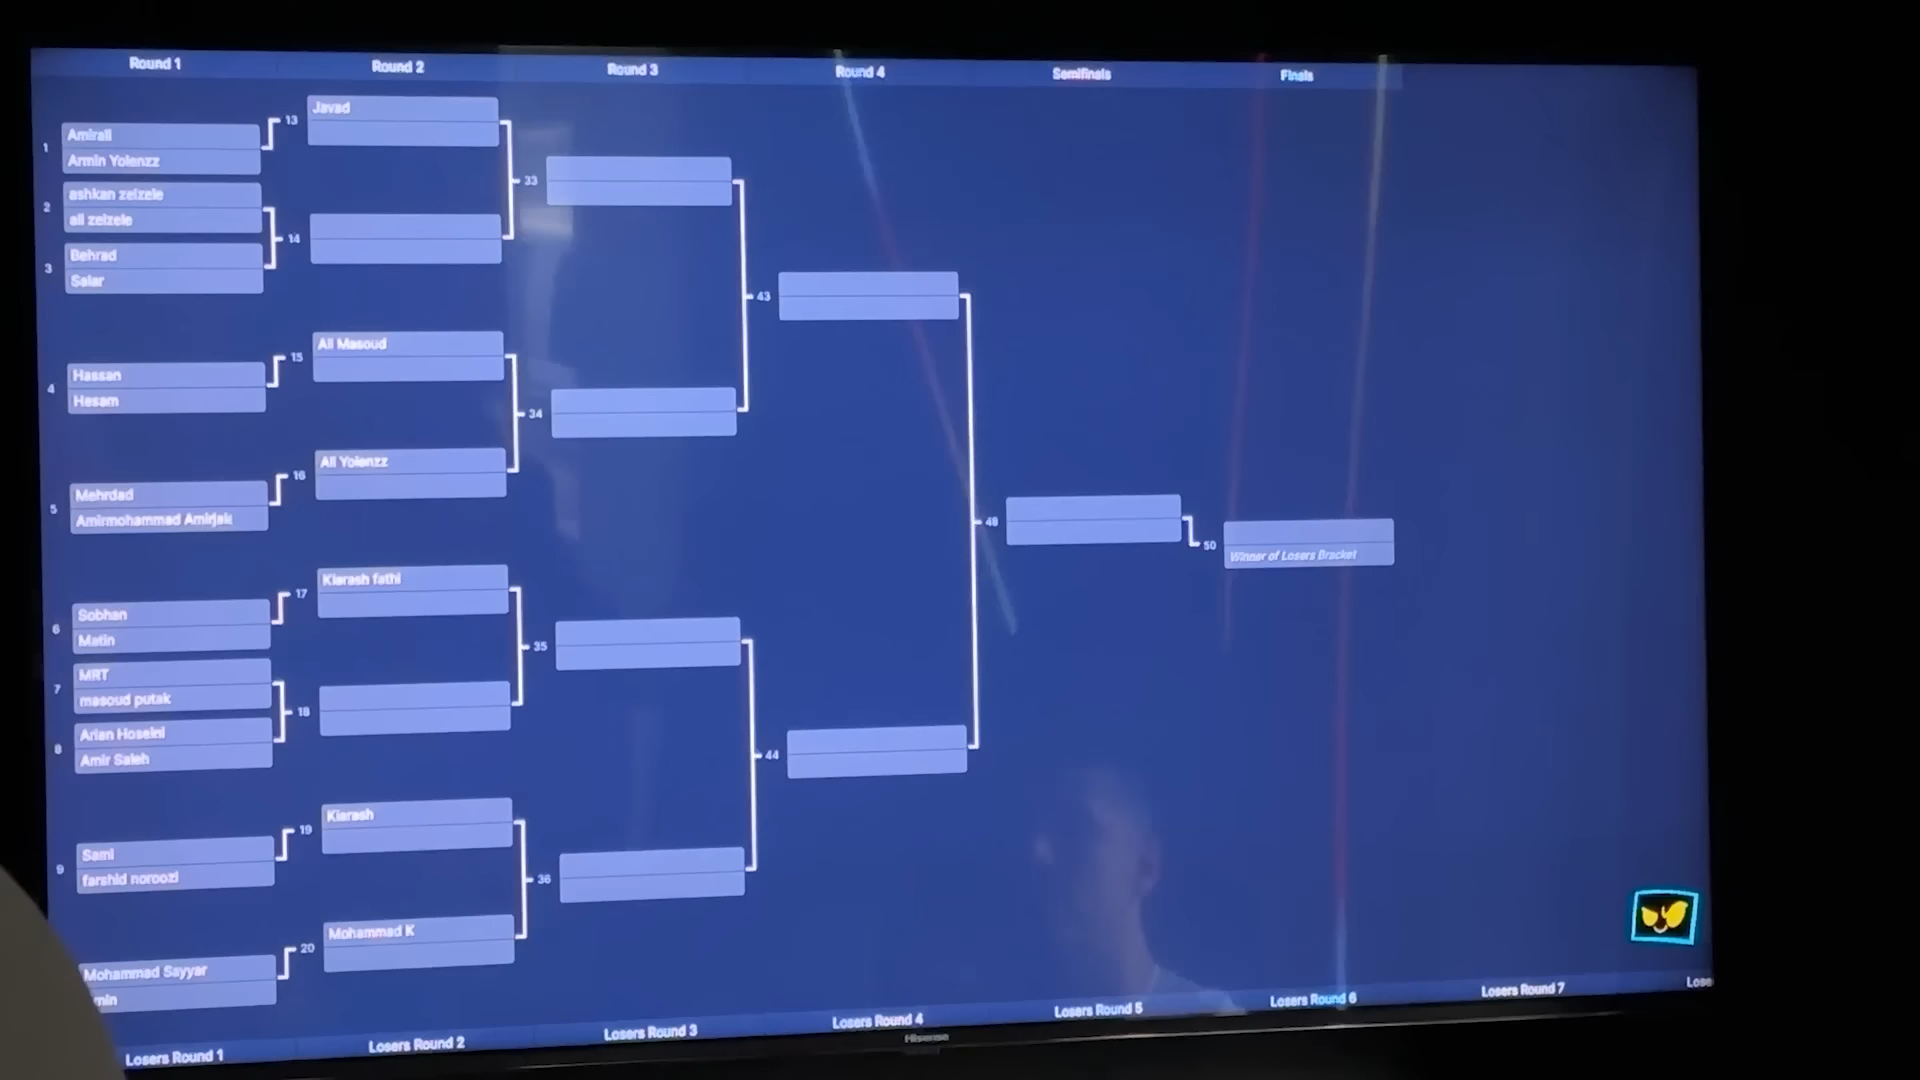 Round 1
Round 2
Round 3
Round 4
Semifinals
Finals
1
Amirali
Armin Yolenzz
2
ashkan zelzele
ali zelzele
3
Behrad
Salar
4
Hassan
Hesam
5
Mehrdad
Amirmohammad
6
Sobhan
Matin
7
MRT
masoud putak
8
Arian Hoseini
Amir Saleh
9
Sami
farshid noroozi
Mohammad Sayyar
13
Javad
14
15
Ali Masoud
16
Ali Yolenzz
17
Kiarash fathi
18
19
Kiarash
20
Mohammad K
33
34
35
36
43
44
49
50
Winner of Losers Bracket
Losers Round 1
Losers Round 2
Losers Round 3
Losers Round 4
Losers Round 5
Losers Round 6
Losers Round 7
Hisense